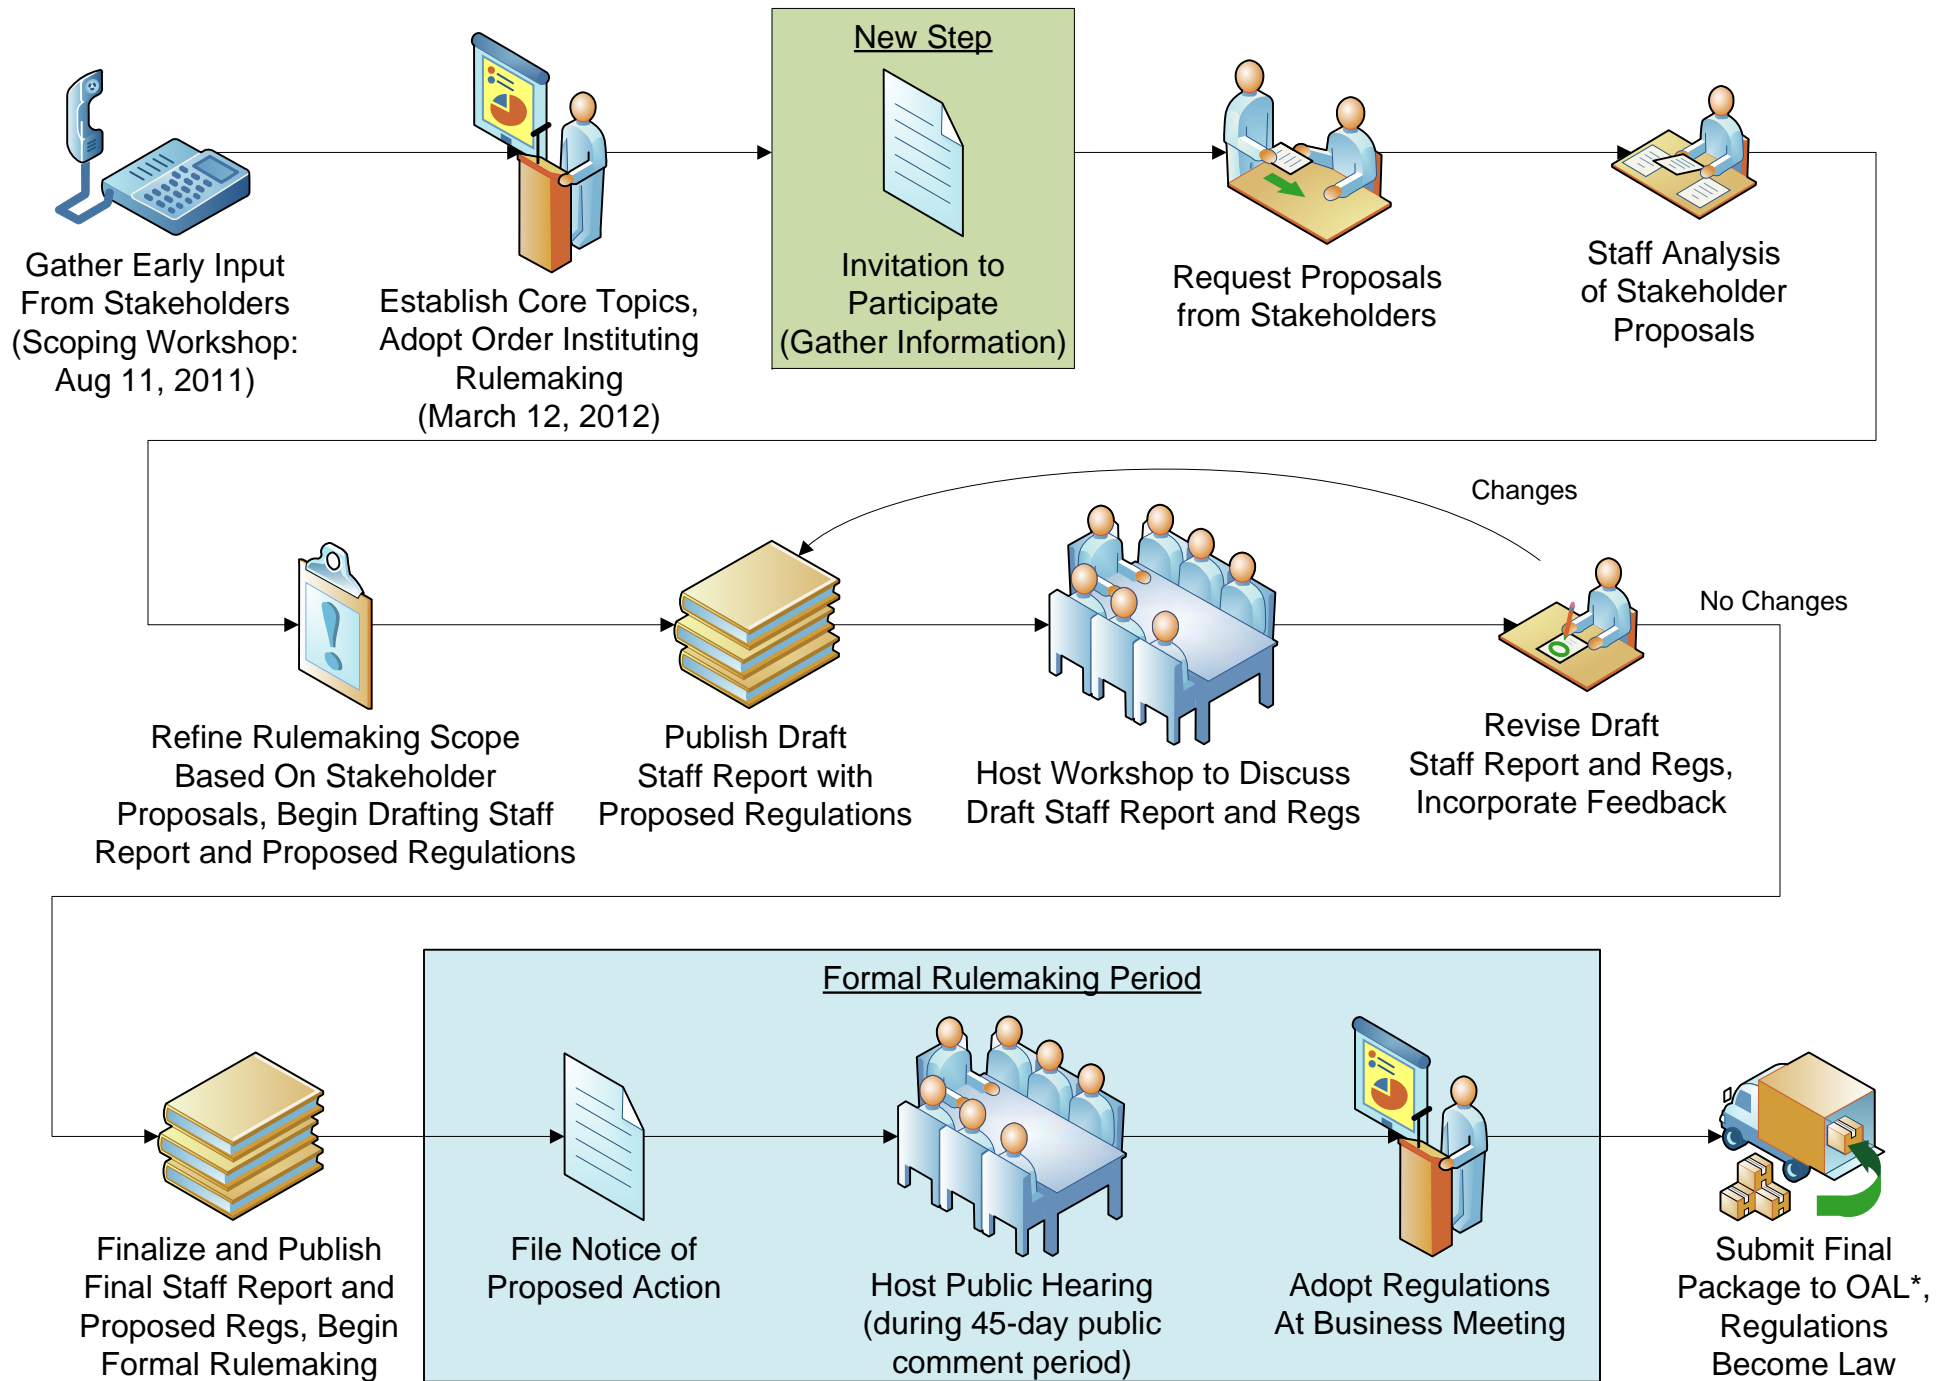 Gather Early Input
From Stakeholders
(Scoping Workshop:
Aug 11, 2011)
Establish Core Topics,
Adopt Order Instituting
Rulemaking
(March 12, 2012)
New Step
Invitation to
Participate
(Gather Information)
Request Proposals
from Stakeholders
Staff Analysis
of Stakeholder
Proposals
Refine Rulemaking Scope
Based On Stakeholder
Proposals, Begin Drafting Staff
Report and Proposed Regulations
Publish Draft
Staff Report with
Proposed Regulations
Host Workshop to Discuss
Draft Staff Report and Regs
Changes
Revise Draft
Staff Report and Regs,
Incorporate Feedback
No Changes
Finalize and Publish
Final Staff Report and
Proposed Regs, Begin
Formal Rulemaking
Formal Rulemaking Period
File Notice of
Proposed Action
Host Public Hearing
(during 45-day public
comment period)
Adopt Regulations
At Business Meeting
Submit Final
Package to OAL*,
Regulations
Become Law